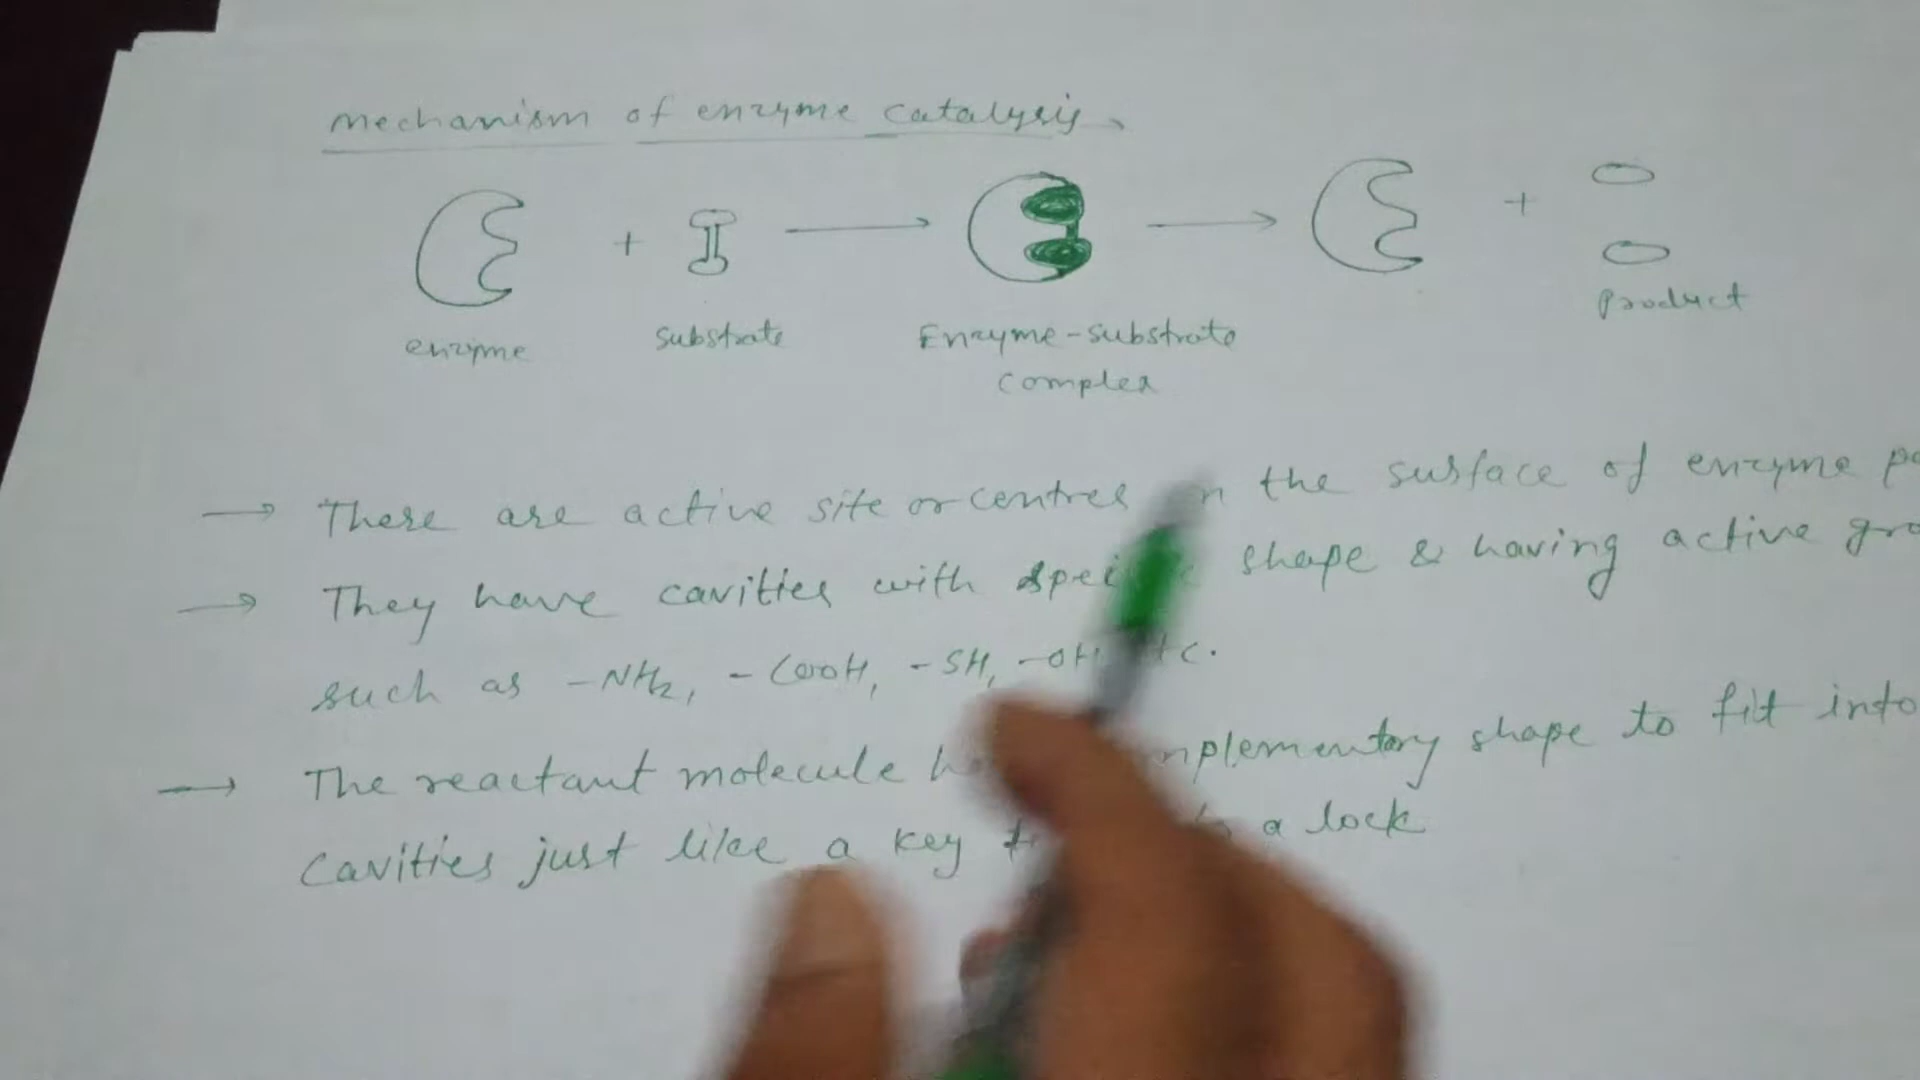 mechanism of enzyme catalysis
+ +
enzyme substrate Enzyme-substrate product
complex
There are active site or centres the surface of enzyme
They have cavities with shape & having active
such as -NH2, -COOH, -SH, -OH
The reactant molecule shape to fit into
cavities just like a key a lock